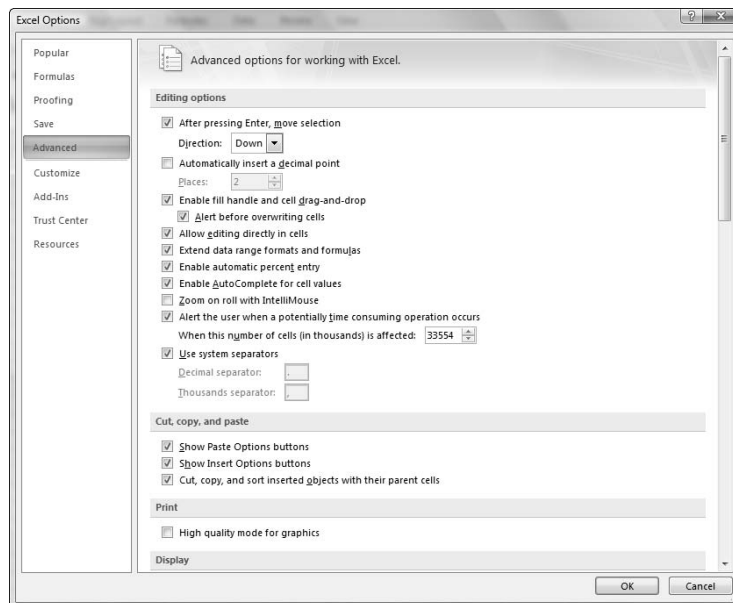 Excel Options
Popular
Formulas
Proofing
Save
Advanced
Customize
Add-Ins
Trust Center
Resources
Advanced options for working with Excel.
Editing options
After pressing Enter, move selection
Direction: Down
Automatically insert a decimal point
Places: 2
Enable fill handle and cell drag-and-drop
Alert before overwriting cells
Allow editing directly in cells
Extend data range formats and formulas
Enable automatic percent entry
Enable AutoComplete for cell values
Zoom on roll with IntelliMouse
Alert the user when a potentially time consuming operation occurs
When this number of cells (in thousands) is affected: 33554
Use system separators
Decimal separator: .
Thousands separator: ,
Cut, copy, and paste
Show Paste Options buttons
Show Insert Options buttons
Cut, copy, and sort inserted objects with their parent cells
Print
High quality mode for graphics
Display
OK Cancel